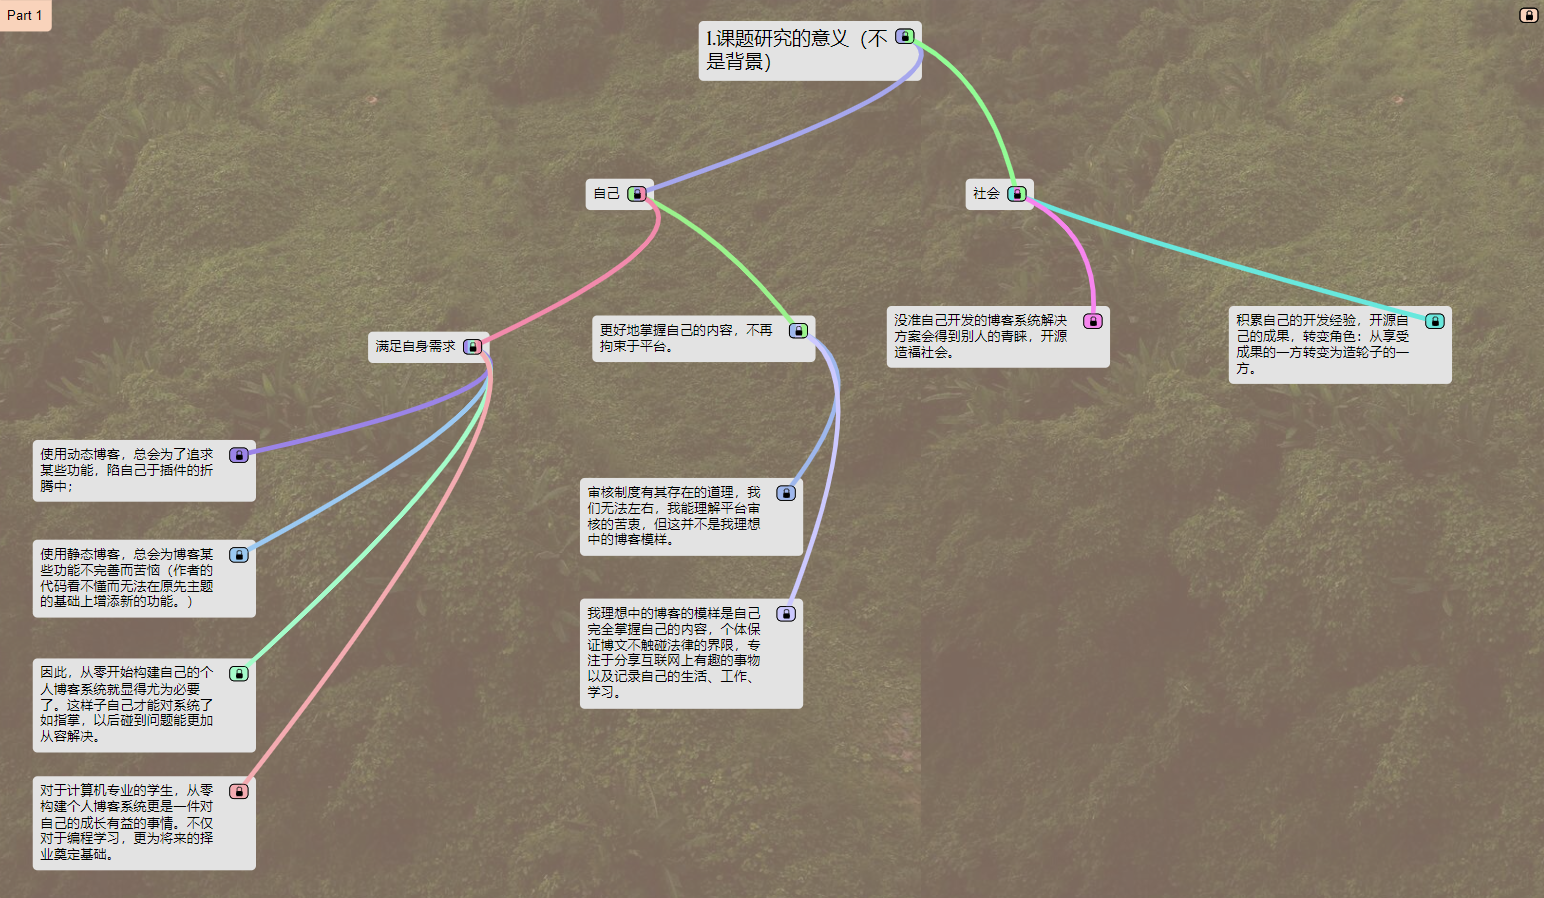 Part 1
1.课题研究的意义（不
是背景）
自己
社会
满足自身需求
更好地掌握自己的内容，不再
拘束于平台。
没准自己开发的博客系统解决
方案会得到别人的青睐，开源
造福社会。
积累自己的开发经验，开源自
己的成果，转变角色：从享受
成果的一方转变为造轮子的一
方。
使用动态博客，总会为了追求
某些功能，陷自己于插件的折
腾中；
使用静态博客，总会为博客某
些功能不完善而苦恼（作者的
代码看不懂而无法在原先主题
的基础上增添新的功能。）
因此，从零开始构建自己的个
人博客系统就显得尤为必要
了。这样子自己才能对系统了
如指掌，以后碰到问题能更加
从容解决。
对于计算机专业的学生，从零
构建个人博客系统更是一件对
自己的成长有益的事情。不仅
对于编程学习，更为将来的择
业奠定基础。
审核制度有其存在的道理，我
们无法左右，我能理解平台审
核的苦衷，但这并不是我理想
中的博客模样。
我理想中的博客的模样是自己
完全掌握自己的内容，个体保
证博文不触碰法律的界限，专
注于分享互联网上有趣的事物
以及记录自己的生活、工作、
学习。